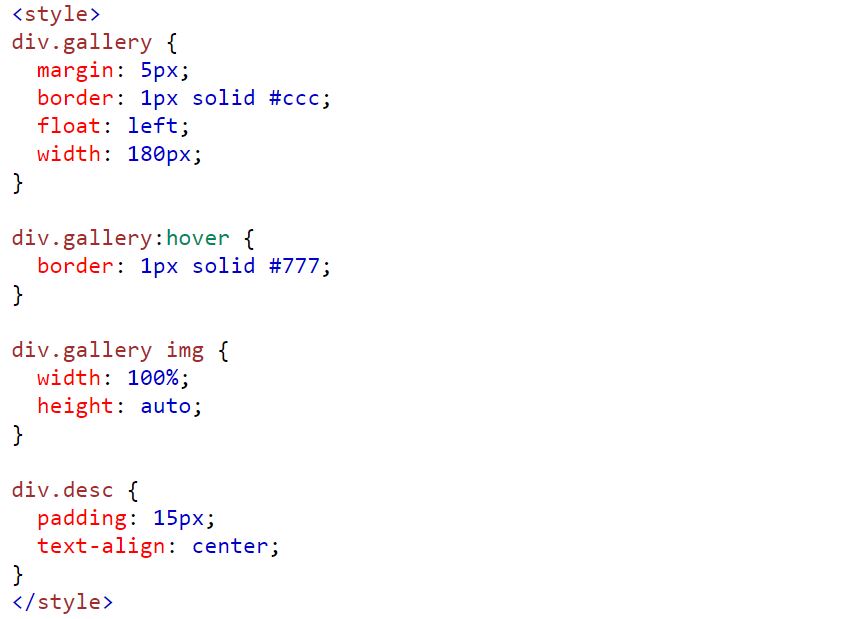 <style>
div.gallery {
  margin: 5px;
  border: 1px solid #ccc;
  float: left;
  width: 180px;
}

div.gallery:hover {
  border: 1px solid #777;
}

div.gallery img {
  width: 100%;
  height: auto;
}

div.desc {
  padding: 15px;
  text-align: center;
}
</style>